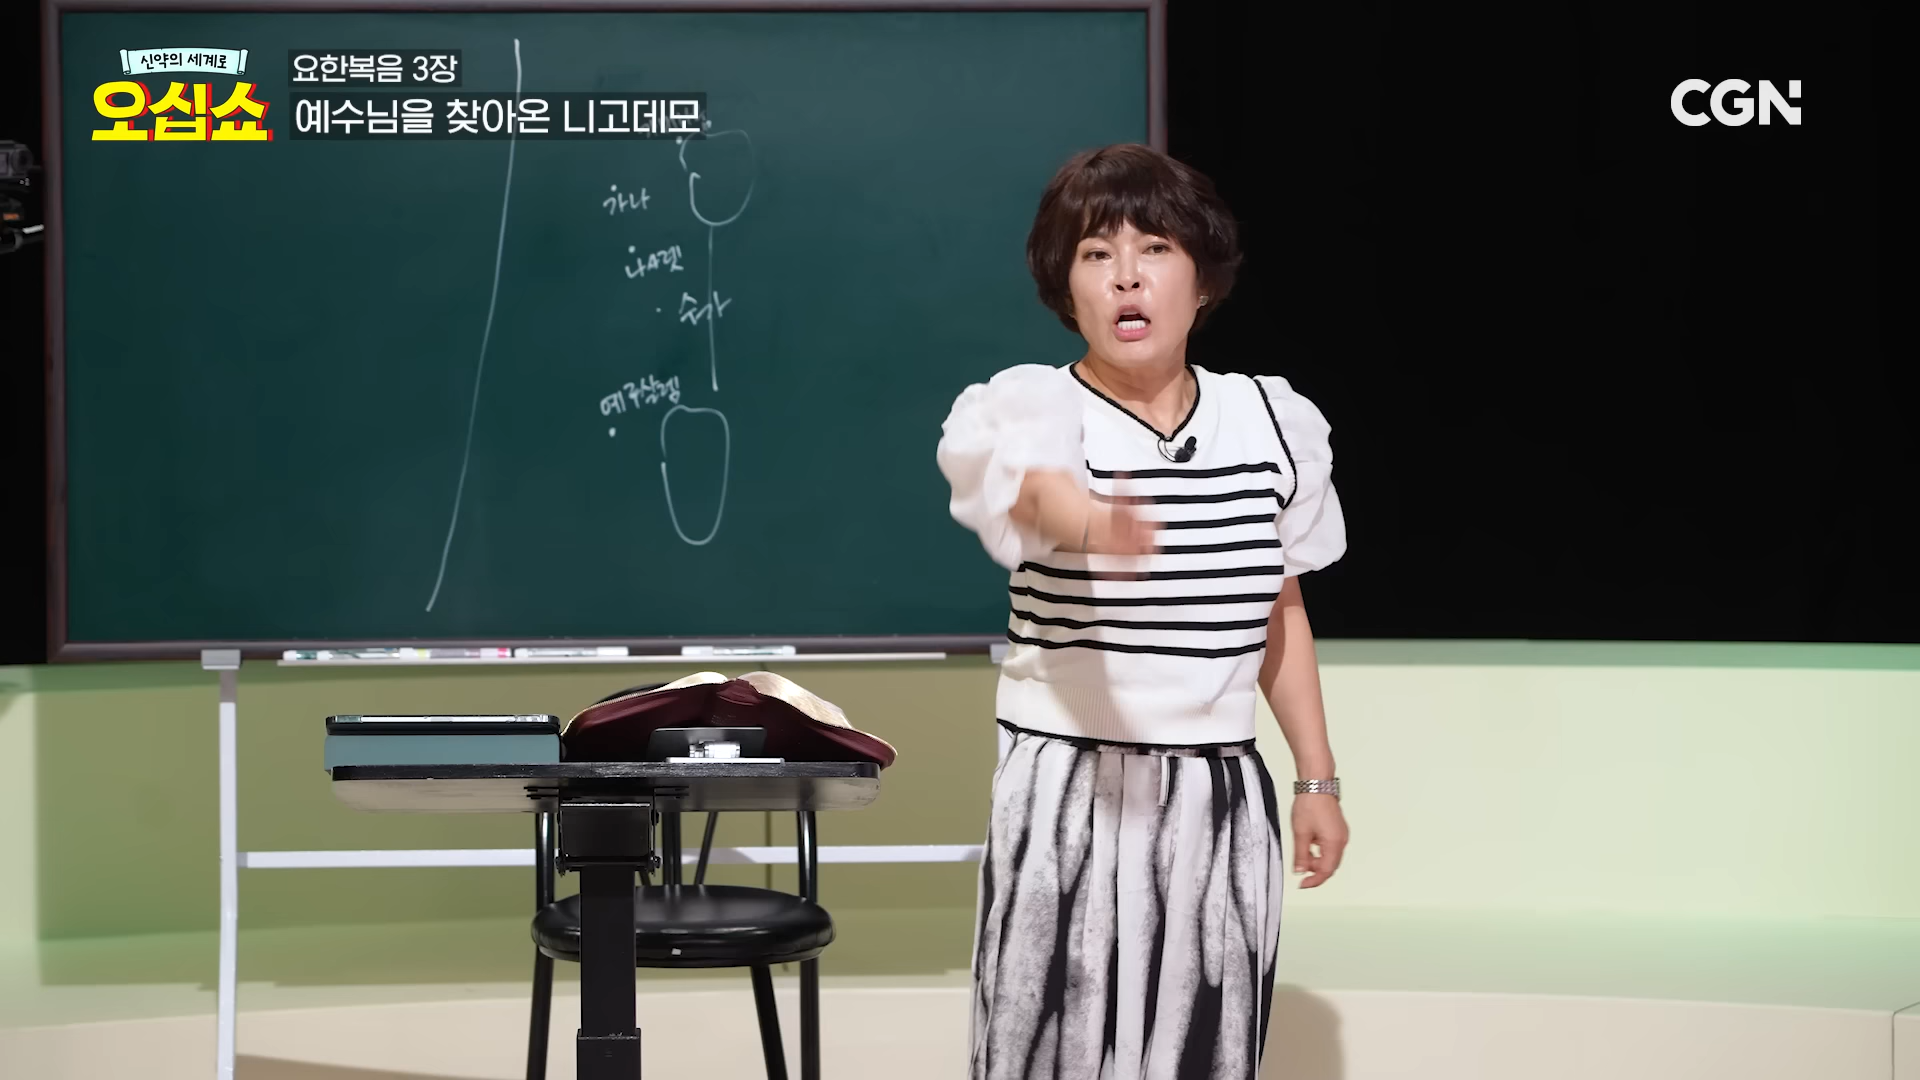 신약의 세계로
오십쇼
요한복음 3장
예수님을 찾아온 니고데모
CGN
가나
나사렛
수가
예루살렘